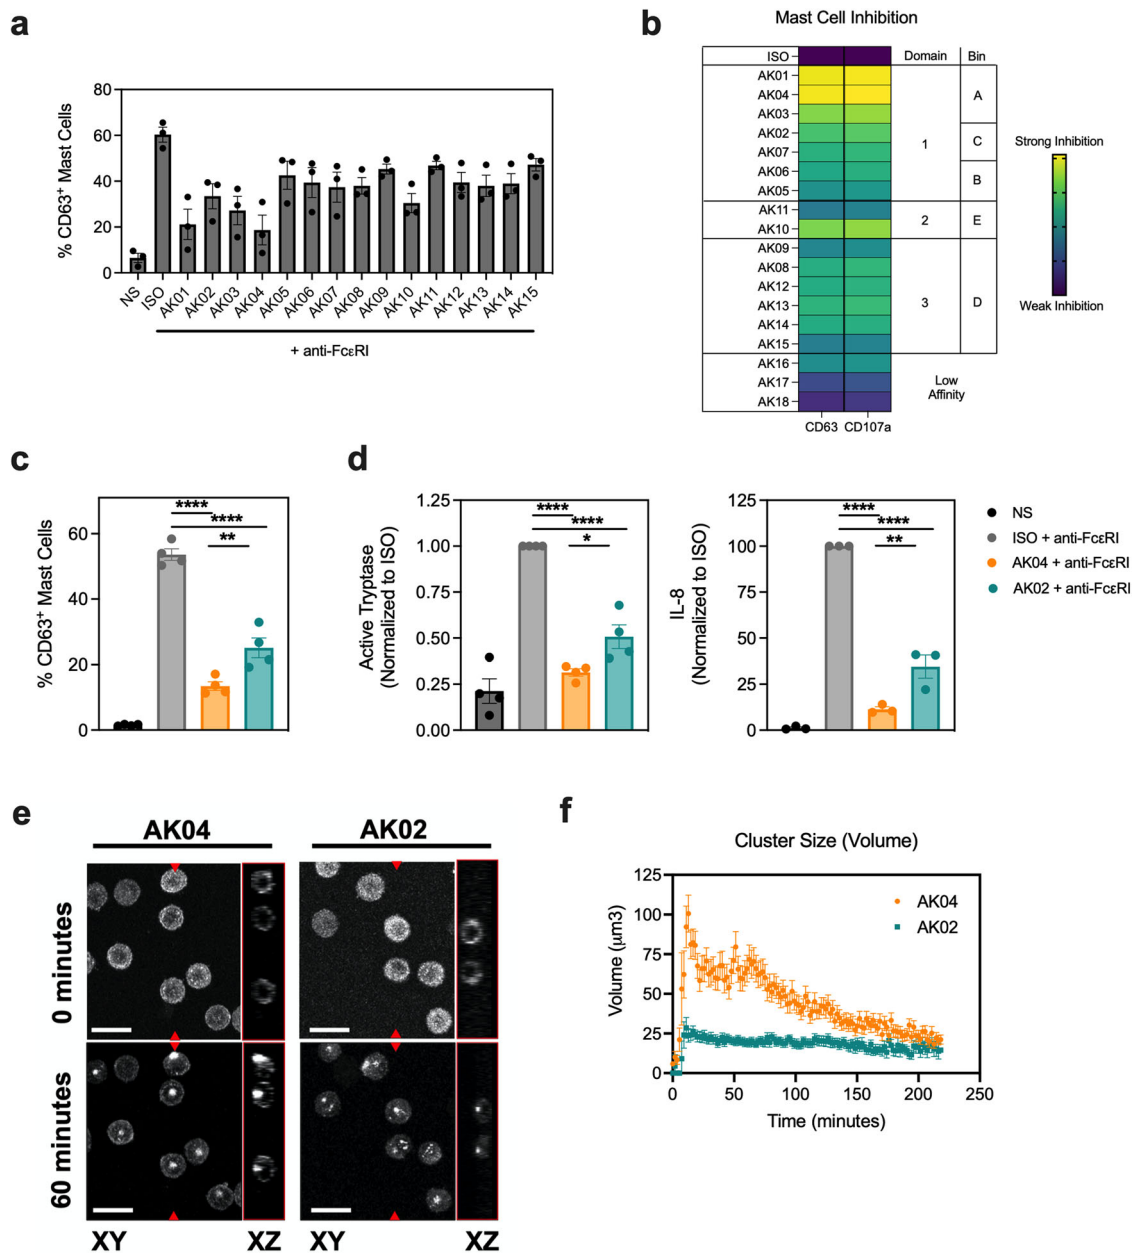 a
% CD63+ Mast Cells
80
60
40
20
0
NS
ISO
AK01
AK02
AK03
AK04
AK05
AK06
AK07
AK08
AK09
AK10
AK11
AK12
AK13
AK14
AK15
+ anti-FcεRI
b
Mast Cell Inhibition
ISO
Domain
Bin
AK01
AK04
AK03
AK02
AK07
AK06
AK05
AK11
AK10
AK09
AK08
AK12
AK13
AK14
AK15
AK16
AK17
AK18
1
2
3
A
C
B
E
D
Low
Affinity
CD63 CD107a
Strong Inhibition
Weak Inhibition
c
% CD63+ Mast Cells
60
40
20
0
****
****
**
d
Active Tryptase
(Normalized to ISO)
1.25
1.00
0.75
0.50
0.25
0.00
****
****
*
IL-8
(Normalized to ISO)
125
100
75
50
25
0
****
****
**
NS
ISO + anti-FcεRI
AK04 + anti-FcεRI
AK02 + anti-FcεRI
e
AK04
AK02
0 minutes
60 minutes
XY
XZ
XY
XZ
f
Cluster Size (Volume)
Volume (μm3)
125
100
75
50
25
0
AK04
AK02
0
50
100
150
200
250
Time (minutes)